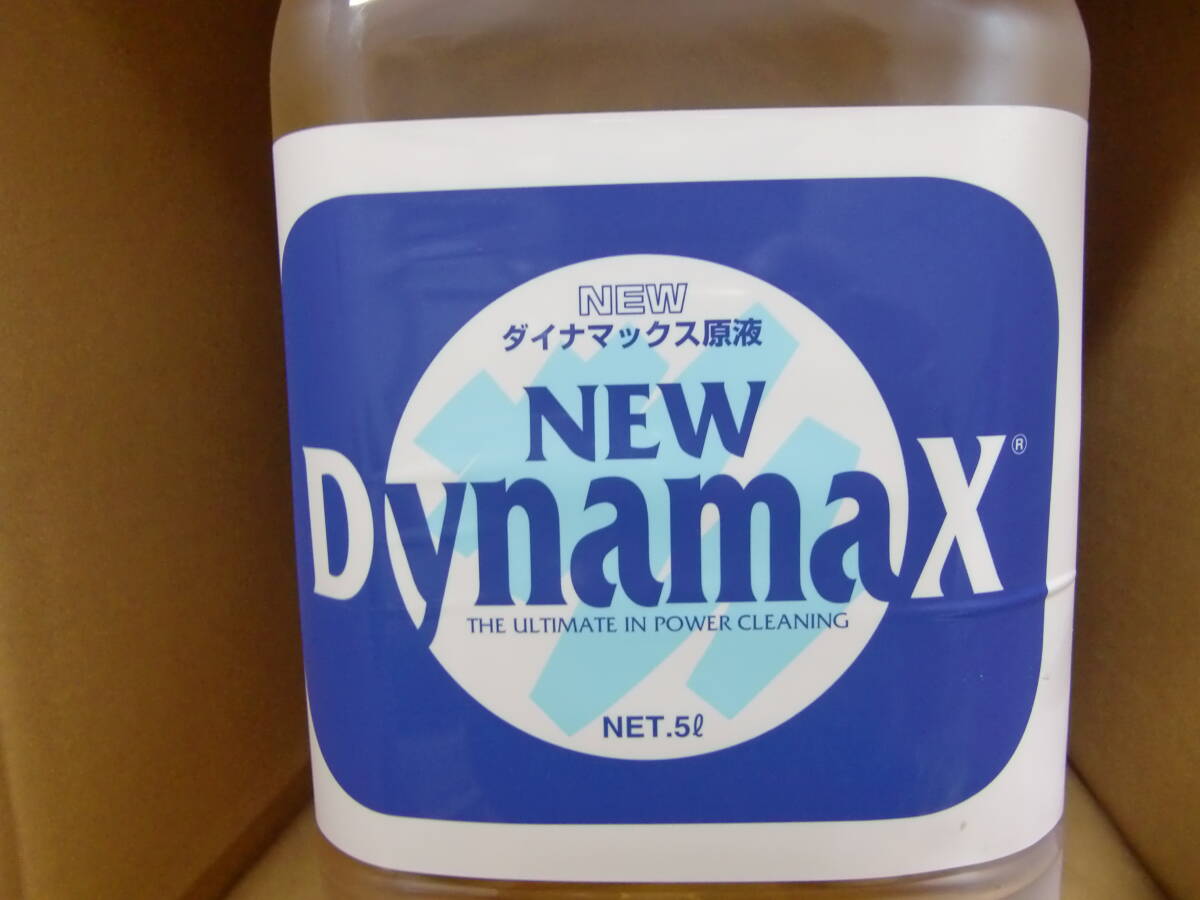 NEW
ダイナマックス原液
NEW
DynamaX®
THE ULTIMATE IN POWER CLEANING
NET.5ℓ